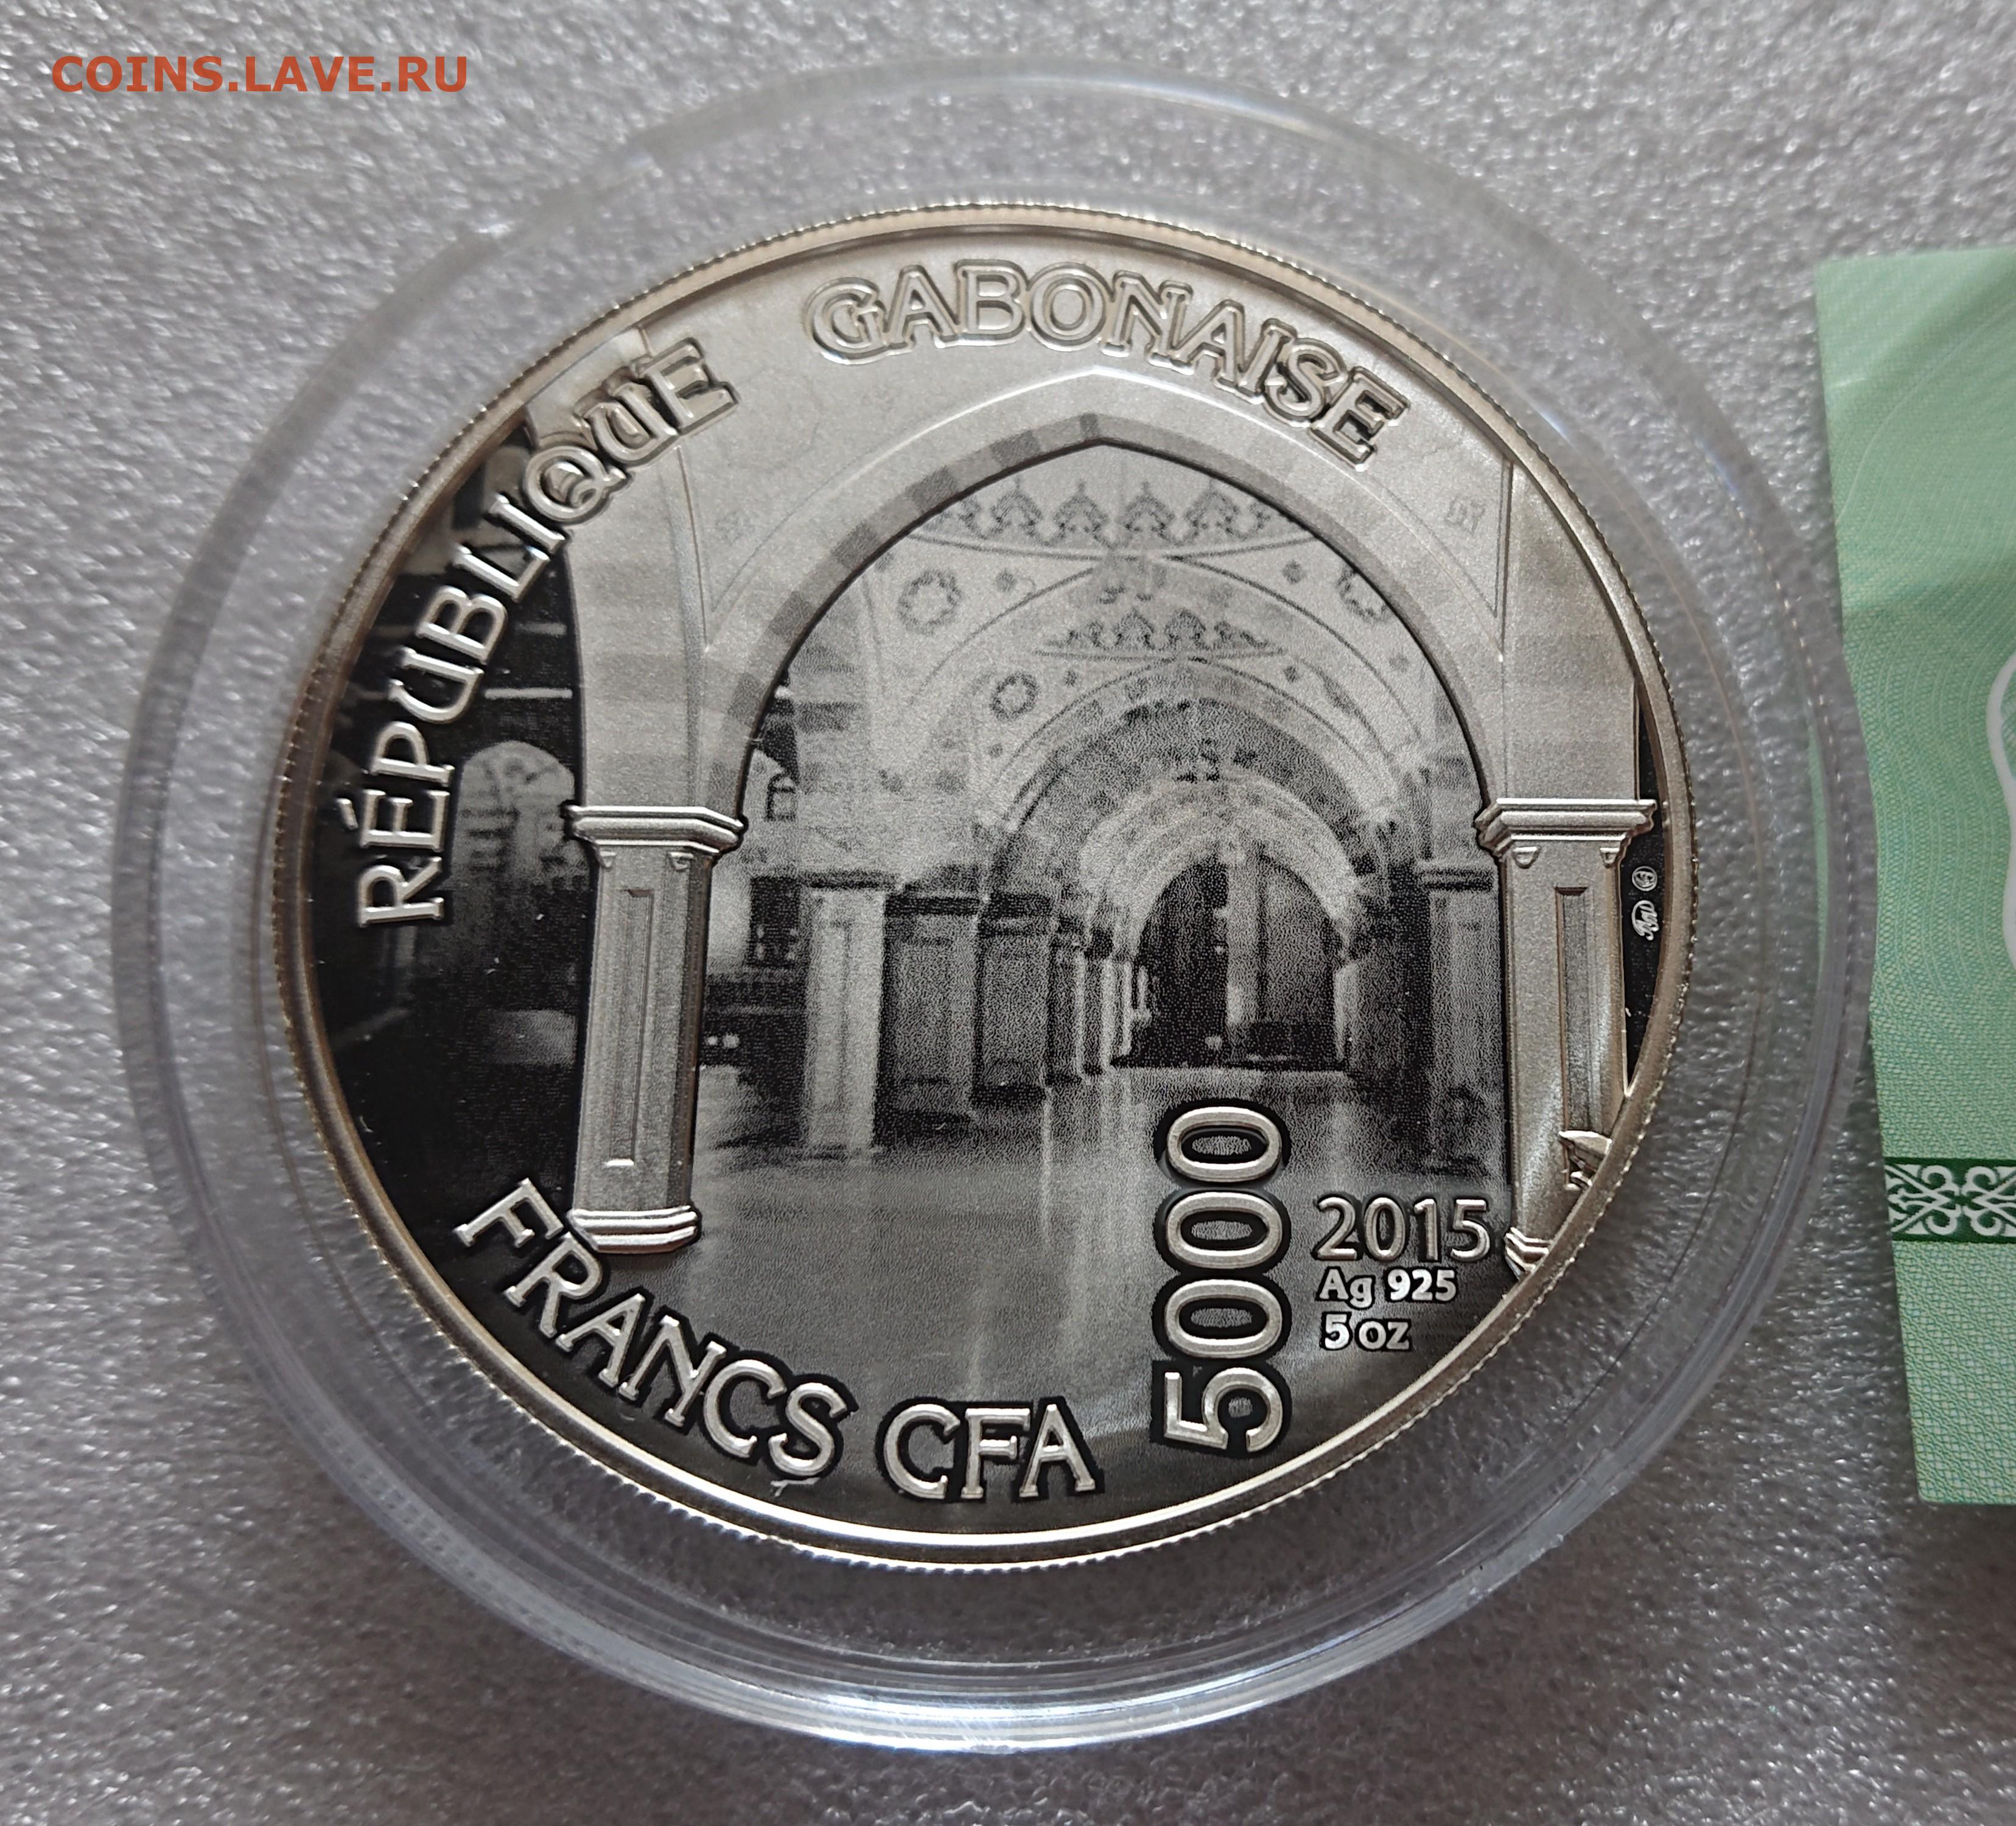 COINS.LAVE.RU
RÉPUBLIQUE GABONAISE
2015
Ag 925
5 oz
5000
FRANCS CFA